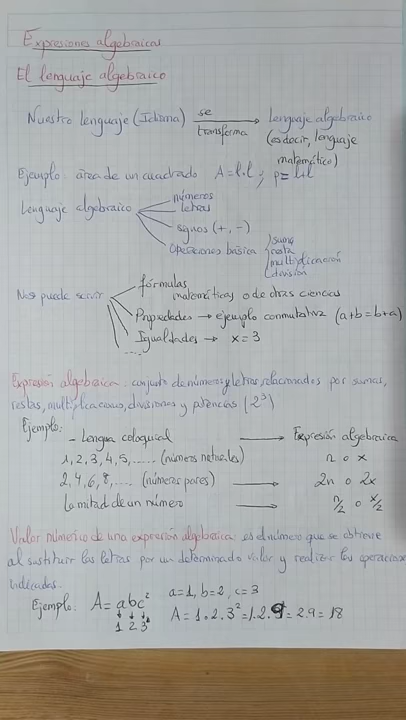 Expresiones algebraicas
El lenguaje algebraico
Nuestro lenguaje (Idioma) se transforma lenguaje algebraico
(es decir, lenguaje
matemático)
Ejemplo: área de un cuadrado A = l·l ; p = l+l
Lenguaje algebraico números
letras
signos (+, -)
Operaciones básica suma
resta
multiplicación
división
Nos puede servir fórmulas
matemáticas o de otras ciencias
Propiedades → ejemplo conmutativa (a+b=b+a)
Igualdades → x = 3
....
Expresión algebraica: conjunto de números y letras, relacionados por sumas,
restas, multiplicaciones, divisiones y potencias (2³)
Ejemplo:
- Lengua coloquial → Expresión algebraica
1, 2, 3, 4, 5, ..... (números naturales) n o x
2, 4, 6, 8, .... (números pares) → 2n o 2x
La mitad de un número → n/2 o x/2
Valor númerico de una expresión algebraica: es el número que se obtiene
al sustituir las letras por un determinado valor y realizar las operaciones
indicadas.
Ejemplo: A = abc² a=1, b=2, c=3
1 2 3 A = 1·2·3² = 1·2·9 = 2·9 = 18